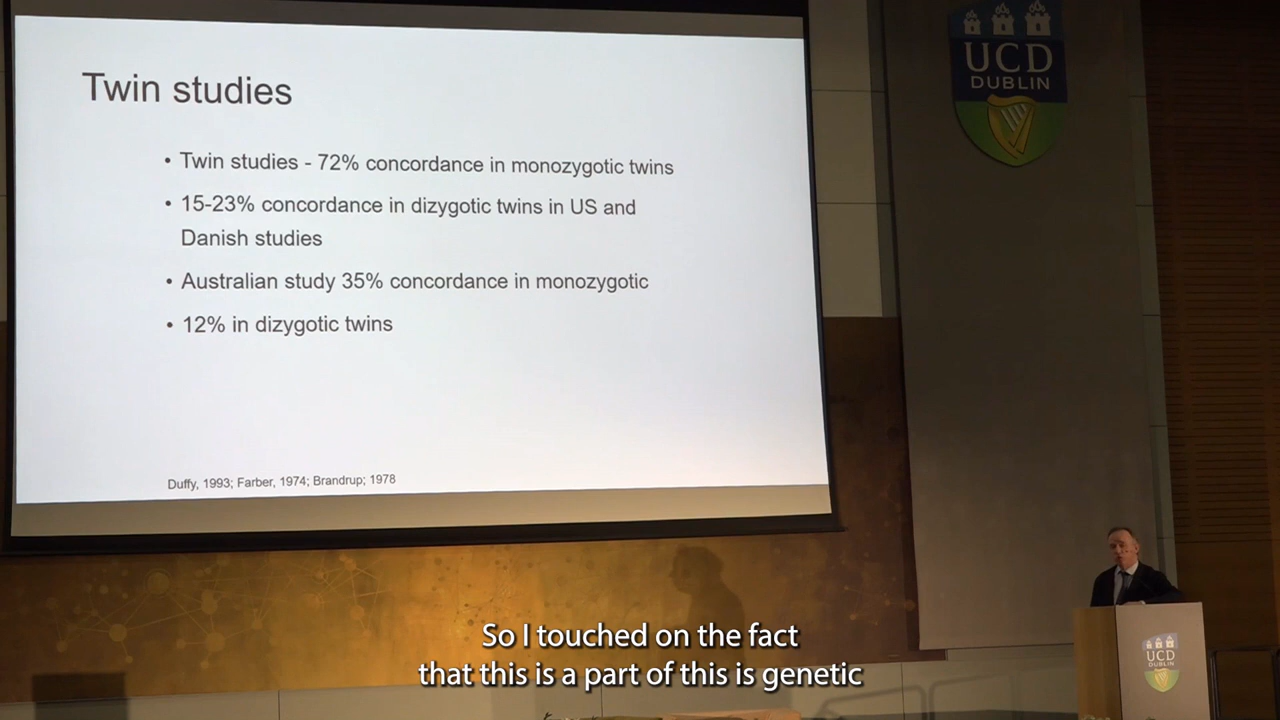 Twin studies
• Twin studies - 72% concordance in monozygotic twins
• 15-23% concordance in dizygotic twins in US and
Danish studies
• Australian study 35% concordance in monozygotic
• 12% in dizygotic twins
Duffy, 1993; Farber, 1974; Brandrup; 1978
UCD
DUBLIN
UCD
DUBLIN
So I touched on the fact
that this is a part of this is genetic